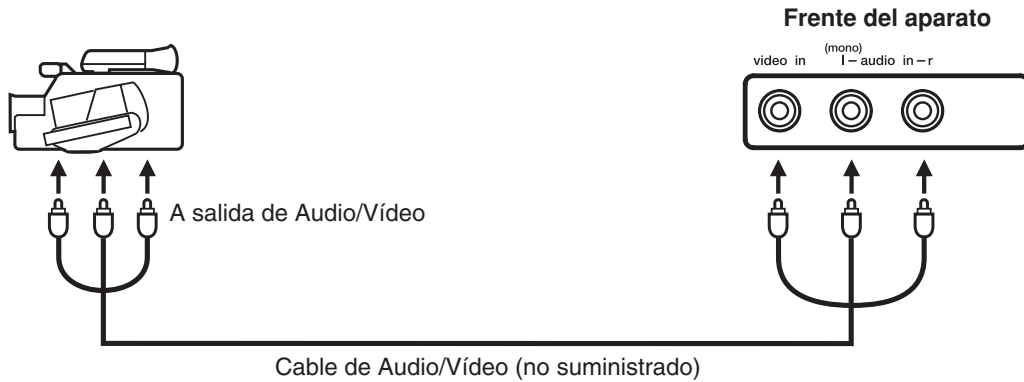 Frente del aparato
(mono)
video in l – audio in – r
A salida de Audio/Vídeo
Cable de Audio/Vídeo (no suministrado)